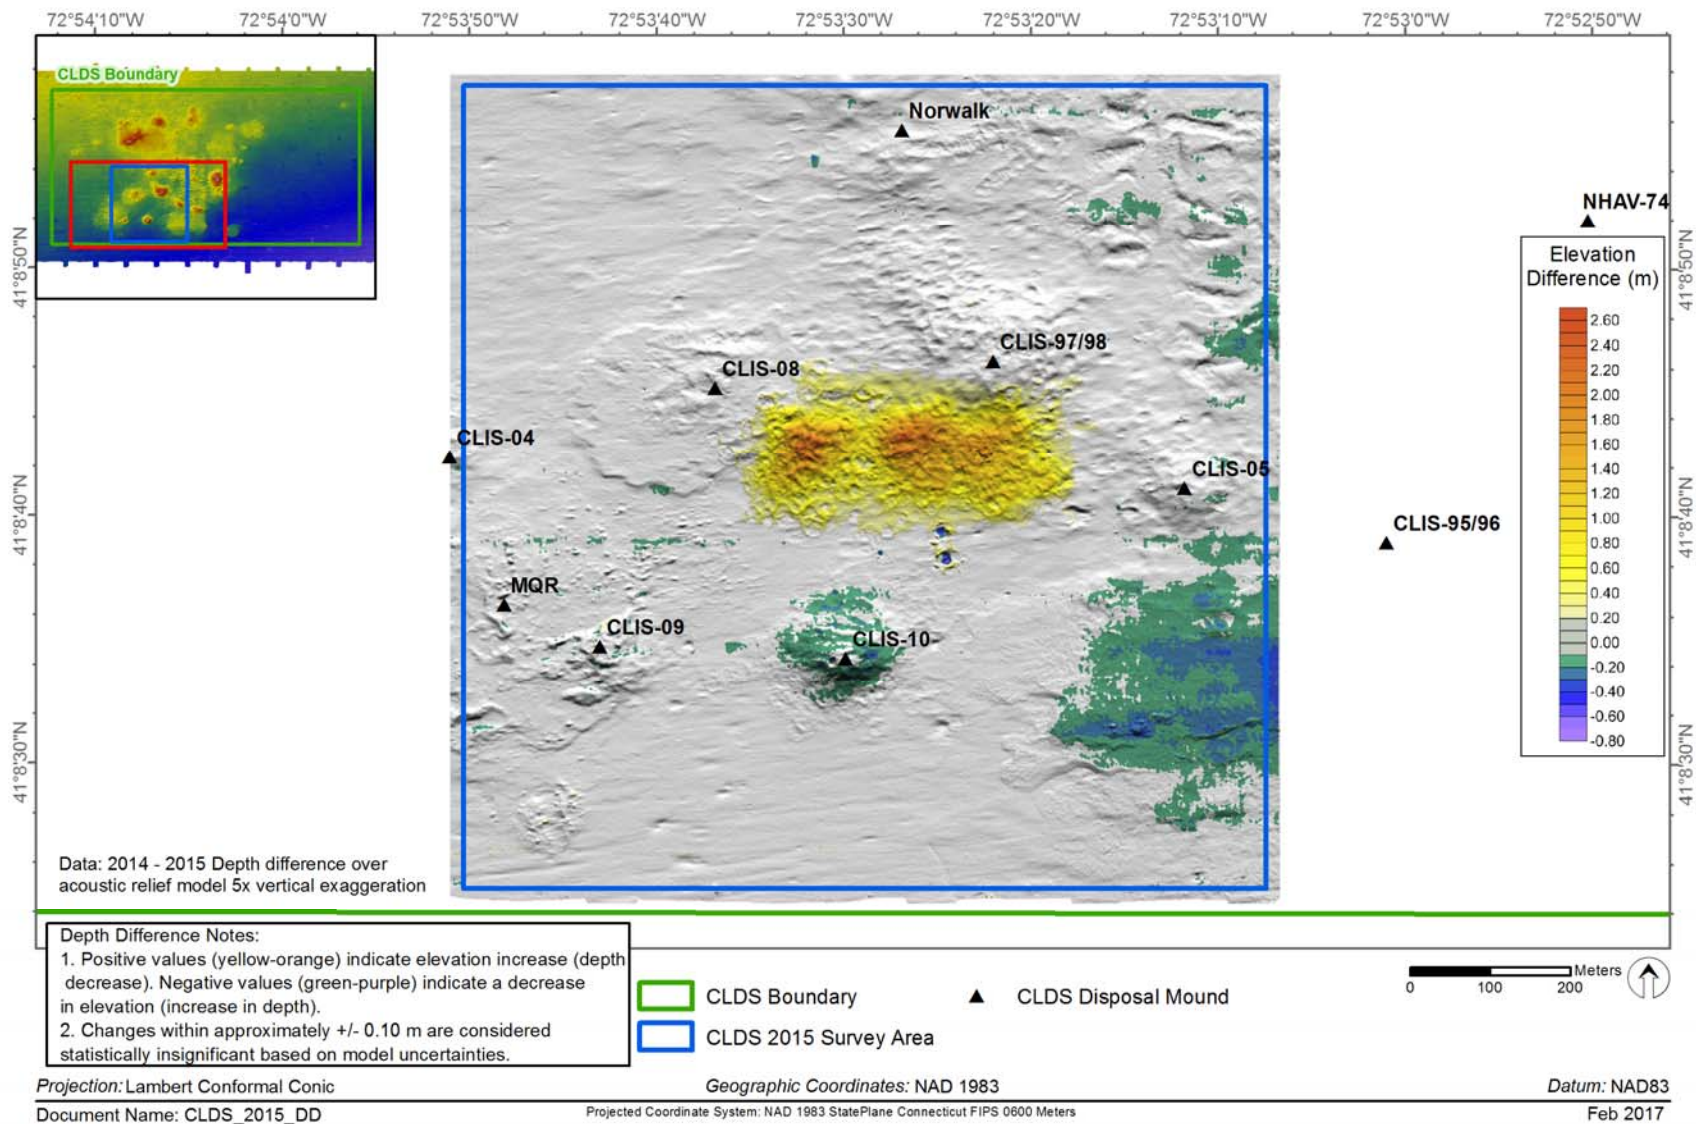 72°54'10"W 72°54'0"W 72°53'50"W 72°53'40"W 72°53'30"W 72°53'20"W 72°53'10"W 72°53'0"W 72°52'50"W
CLDS Boundary
Norwalk
NHAV-74
41°8'50"N
41°8'50"N
Elevation
Difference (m)
2.60
2.40
2.20
2.00
1.80
1.60
1.40
1.20
1.00
0.80
0.60
0.40
0.20
0.00
-0.20
-0.40
-0.60
-0.80
CLIS-97/98
CLIS-08
CLIS-04
CLIS-05
41°8'40"N
41°8'40"N
CLIS-95/96
MQR
CLIS-09
CLIS-10
41°8'30"N
41°8'30"N
Data: 2014 - 2015 Depth difference over
acoustic relief model 5x vertical exaggeration
Depth Difference Notes:
1. Positive values (yellow-orange) indicate elevation increase (depth
decrease). Negative values (green-purple) indicate a decrease
in elevation (increase in depth).
2. Changes within approximately +/- 0.10 m are considered
statistically insignificant based on model uncertainties.
CLDS Boundary
CLDS Disposal Mound
CLDS 2015 Survey Area
Meters
0 100 200
Projection: Lambert Conformal Conic
Geographic Coordinates: NAD 1983
Datum: NAD83
Document Name: CLDS_2015_DD
Projected Coordinate System: NAD 1983 StatePlane Connecticut FIPS 0600 Meters
Feb 2017